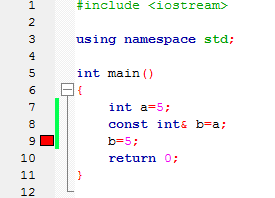 1 #include <iostream>
2
3 using namespace std;
4
5 int main()
6 {
7 int a=5;
8 const int& b=a;
9 b=5;
10 return 0;
11 }
12